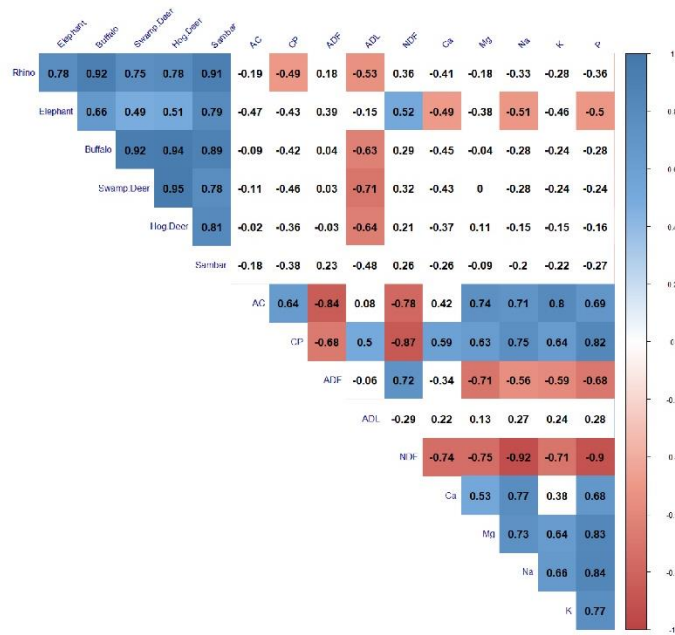 Elephant Buffalo Swamp.Deer Hog.Deer Sambar AC CP ADF ADL NDF Ca Mg Na K P
Rhino 0.78 0.92 0.75 0.78 0.91 -0.19 -0.49 0.18 -0.53 0.36 -0.41 -0.18 -0.33 -0.28 -0.36
Elephant 0.66 0.49 0.51 0.79 -0.47 -0.43 0.39 -0.15 0.52 -0.49 -0.38 -0.51 -0.46 -0.5
Buffalo 0.92 0.94 0.89 -0.09 -0.42 0.04 -0.63 0.29 -0.45 -0.04 -0.28 -0.24 -0.28
Swamp.Deer 0.95 0.78 -0.11 -0.46 0.03 -0.71 0.32 -0.43 0 -0.28 -0.24 -0.24
Hog.Deer 0.81 -0.02 -0.36 -0.03 -0.64 0.21 -0.37 0.11 -0.15 -0.15 -0.16
Sambar -0.18 -0.38 0.23 -0.48 0.26 -0.26 -0.09 -0.2 -0.22 -0.27
AC 0.64 -0.84 0.08 -0.78 0.42 0.74 0.71 0.8 0.69
CP -0.68 0.5 -0.87 0.59 0.63 0.75 0.64 0.82
ADF -0.06 0.72 -0.34 -0.71 -0.56 -0.59 -0.68
ADL -0.29 0.22 0.13 0.27 0.24 0.28
NDF -0.74 -0.75 -0.92 -0.71 -0.9
Ca 0.53 0.77 0.38 0.68
Mg 0.73 0.64 0.83
Na 0.66 0.84
K 0.77